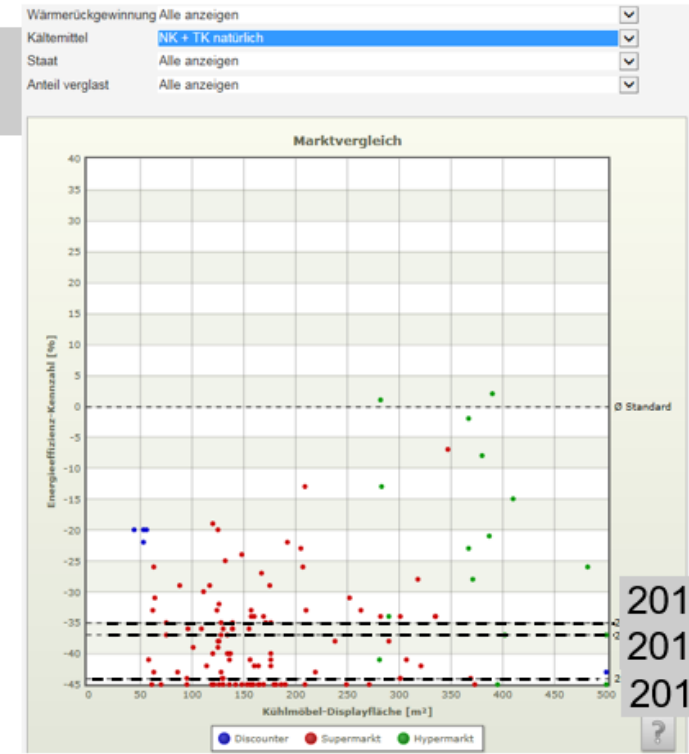 Wärmerückgewinnung Alle anzeigen
Kältemittel NK + TK natürlich
Staat Alle anzeigen
Anteil verglast Alle anzeigen
Marktvergleich
Energieeffizienz-Kennzahl [%]
40
35
30
25
20
15
10
5
0
Ø Standard
-5
-10
-15
-20
-25
-30
201
-35
201
-40
201
-45
0 50 100 150 200 250 300 350 400 450 500
Kühlmöbel-Displayfläche [m²]
Discounter Supermarkt Hypermarkt
?